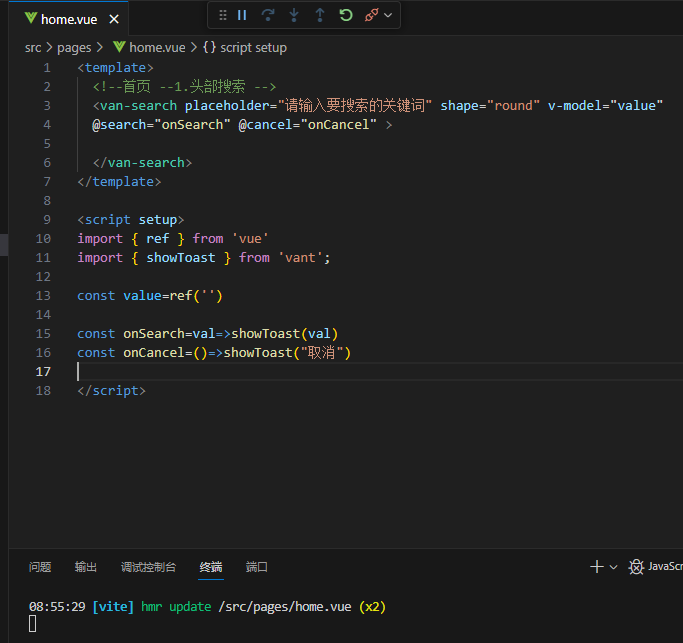 home.vue
src > pages > home.vue > {} script setup
1 <template>
2 <!--首页 --1.头部搜索 -->
3 <van-search placeholder="请输入要搜索的关键词" shape="round" v-model="value"
4 @search="onSearch" @cancel="onCancel" >
5
6 </van-search>
7 </template>
8
9 <script setup>
10 import { ref } from 'vue'
11 import { showToast } from 'vant';
12
13 const value=ref('')
14
15 const onSearch=val=>showToast(val)
16 const onCancel=()=>showToast("取消")
17
18 </script>
问题 输出 调试控制台 终端 端口 JavaScr
08:55:29 [vite] hmr update /src/pages/home.vue (x2)